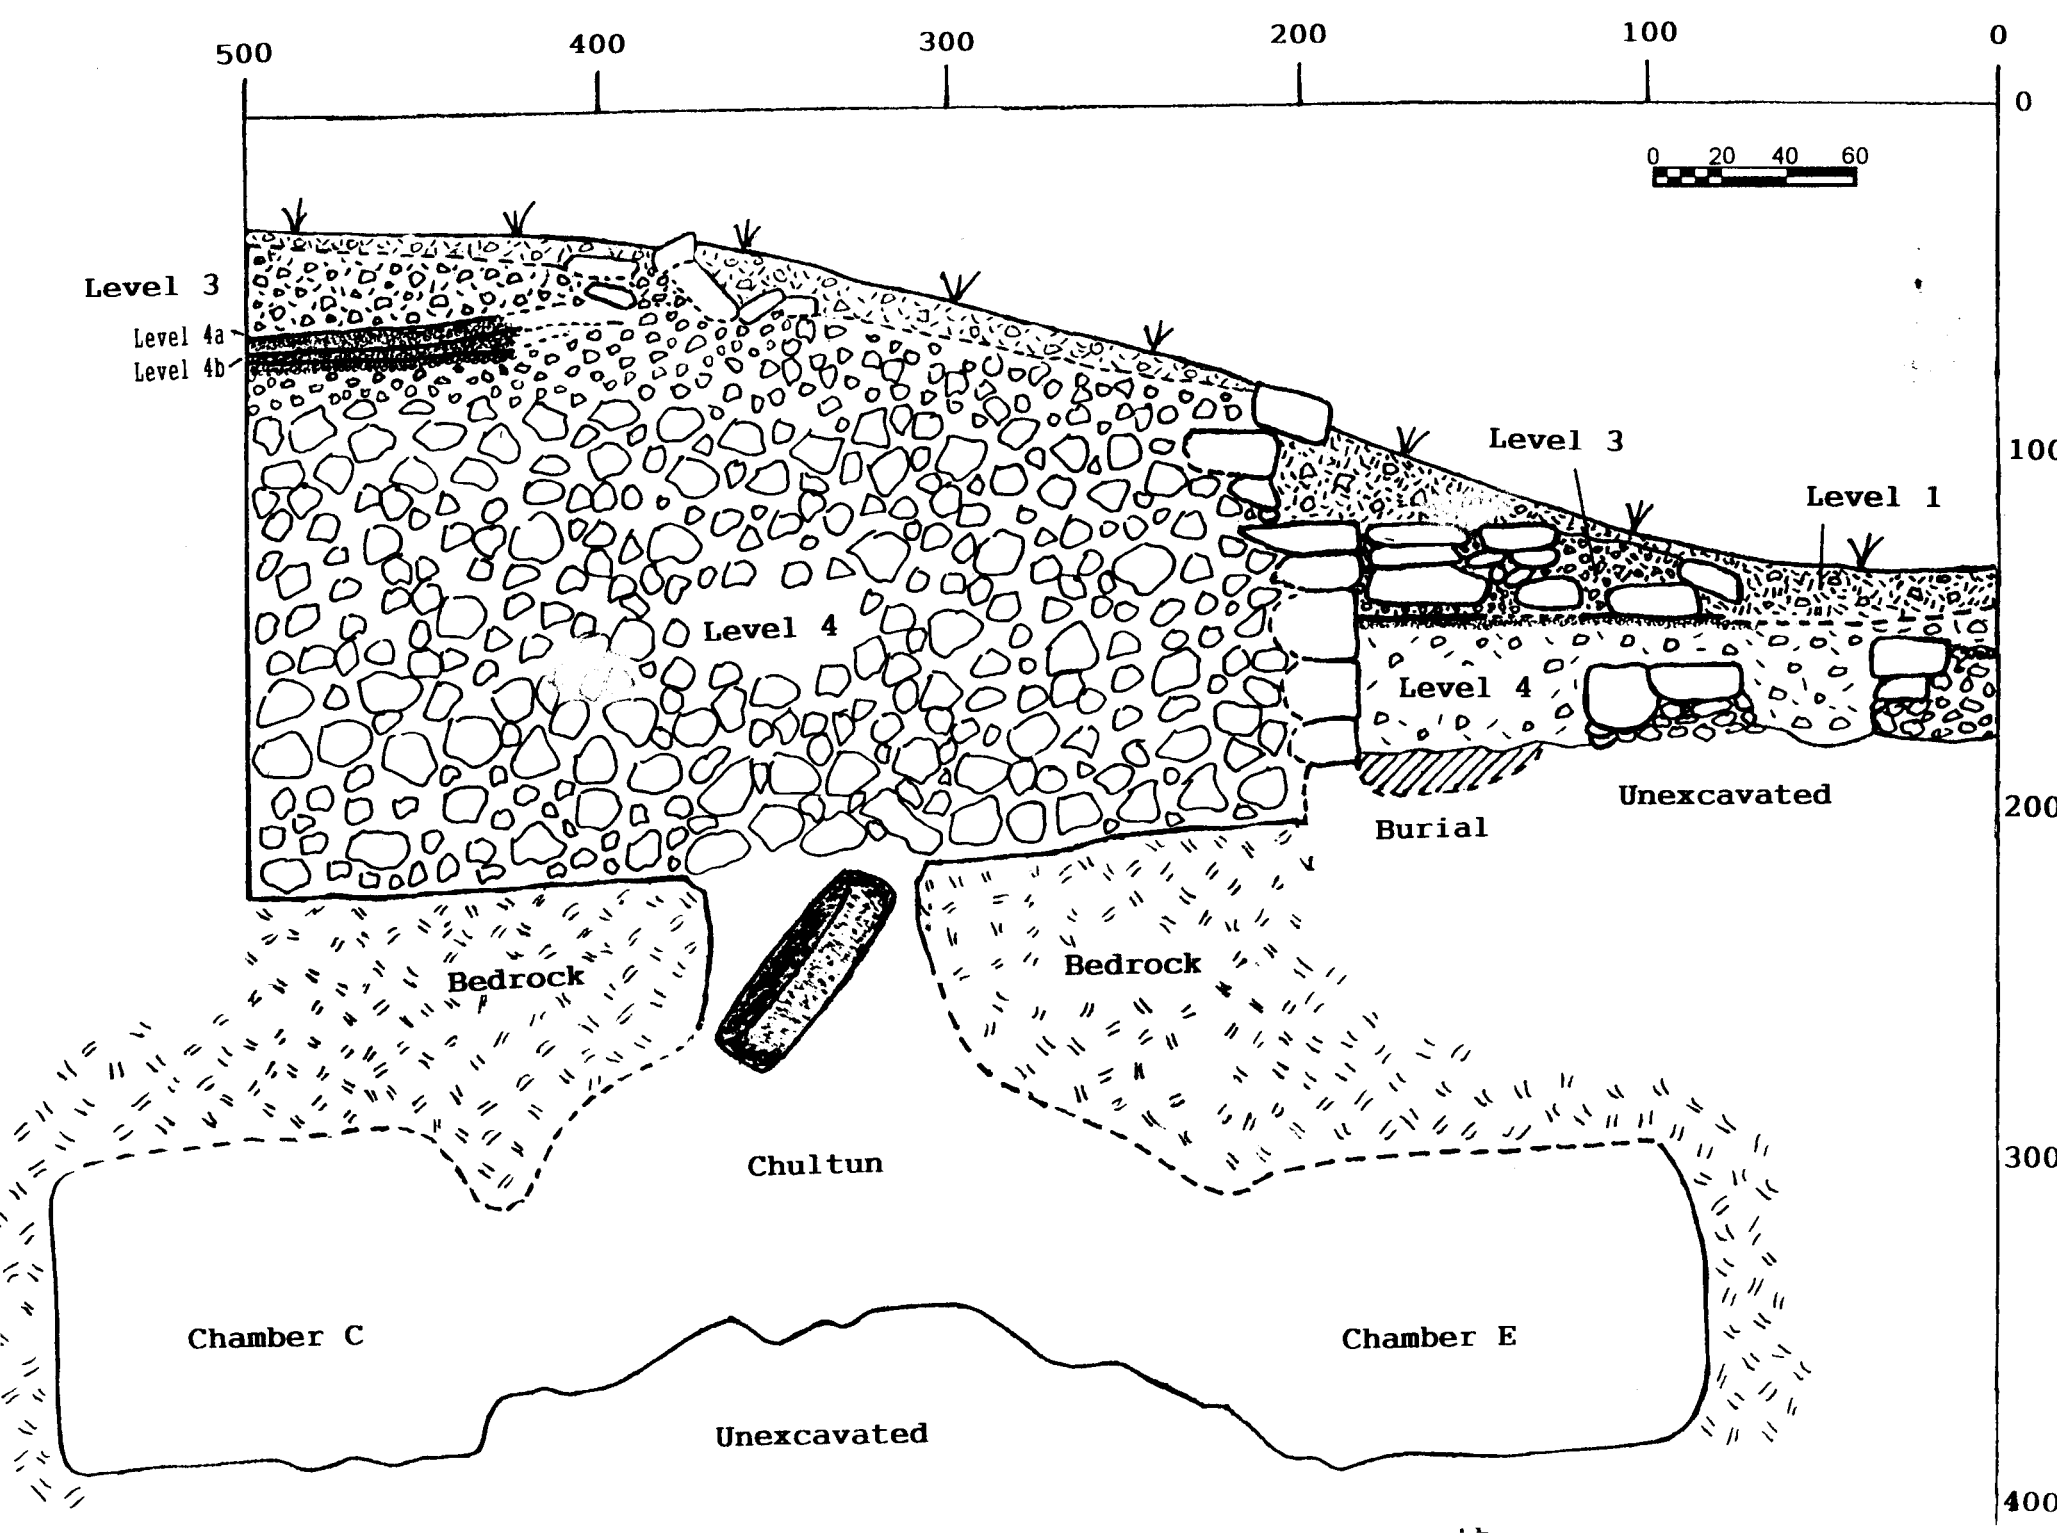 500 400 300 200 100 0
0
0 20 40 60
Level 3
Level 4a
Level 4b
Level 3
100
Level 1
Level 4
Level 4
Unexcavated
200
Burial
Bedrock
Bedrock
Chultun
300
Chamber C
Chamber E
Unexcavated
400